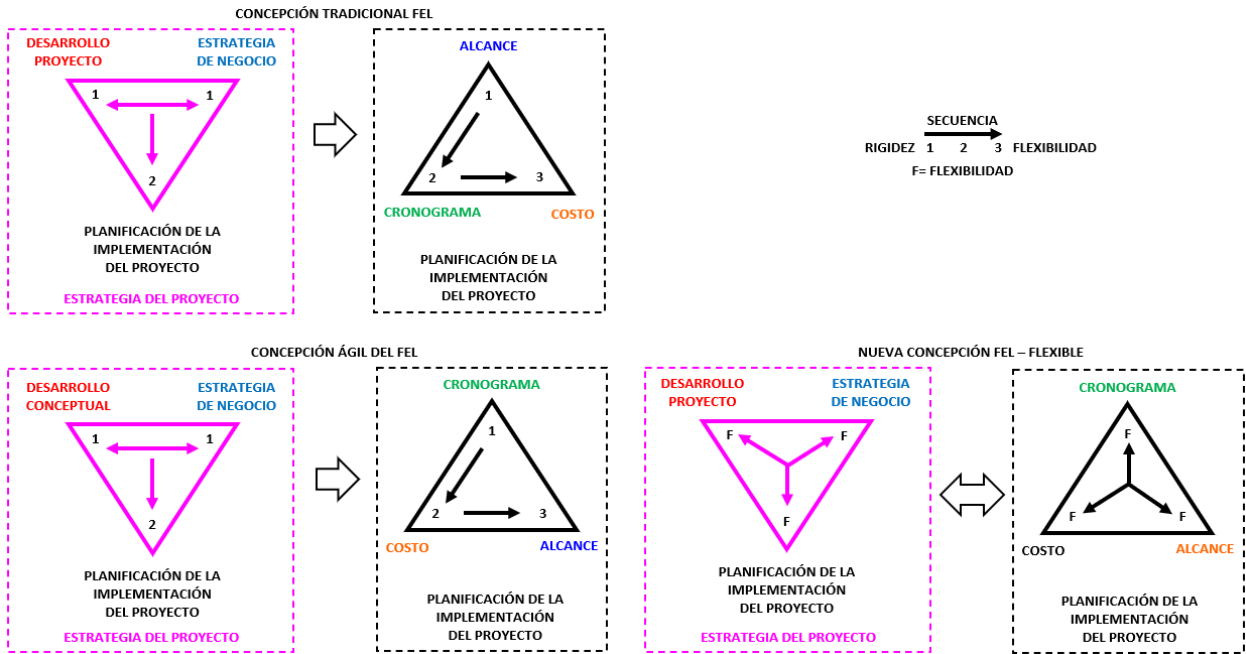 CONCEPCIÓN TRADICIONAL FEL
DESARROLLO
PROYECTO
ESTRATEGIA
DE NEGOCIO
1
1
2
PLANIFICACIÓN DE LA
IMPLEMENTACIÓN
DEL PROYECTO
ESTRATEGIA DEL PROYECTO
ALCANCE
1
2
3
CRONOGRAMA
COSTO
PLANIFICACIÓN DE LA
IMPLEMENTACIÓN
DEL PROYECTO
SECUENCIA
RIGIDEZ 1 2 3 FLEXIBILIDAD
F= FLEXIBILIDAD
CONCEPCIÓN ÁGIL DEL FEL
DESARROLLO
CONCEPTUAL
ESTRATEGIA
DE NEGOCIO
1
1
2
PLANIFICACIÓN DE LA
IMPLEMENTACIÓN
DEL PROYECTO
ESTRATEGIA DEL PROYECTO
CRONOGRAMA
1
2
3
COSTO
ALCANCE
PLANIFICACIÓN DE LA
IMPLEMENTACIÓN
DEL PROYECTO
NUEVA CONCEPCIÓN FEL – FLEXIBLE
DESARROLLO
PROYECTO
ESTRATEGIA
DE NEGOCIO
F
F
F
PLANIFICACIÓN DE LA
IMPLEMENTACIÓN
DEL PROYECTO
ESTRATEGIA DEL PROYECTO
CRONOGRAMA
F
F
F
COSTO
ALCANCE
PLANIFICACIÓN DE LA
IMPLEMENTACIÓN
DEL PROYECTO